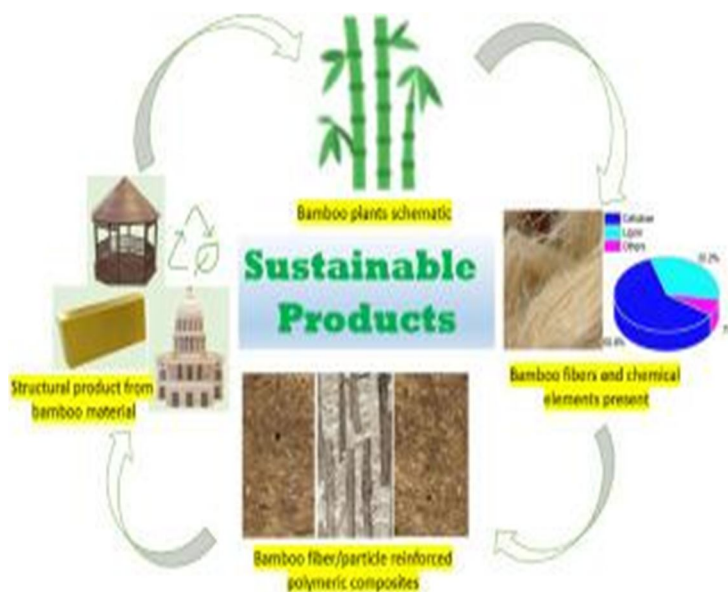 Bamboo plants schematic
Cellulose
Lignin
Others
Sustainable
Products
Bamboo fibers and chemical
elements present
Structural product from
bamboo material
Bamboo fiber/particle reinforced
polymeric composites